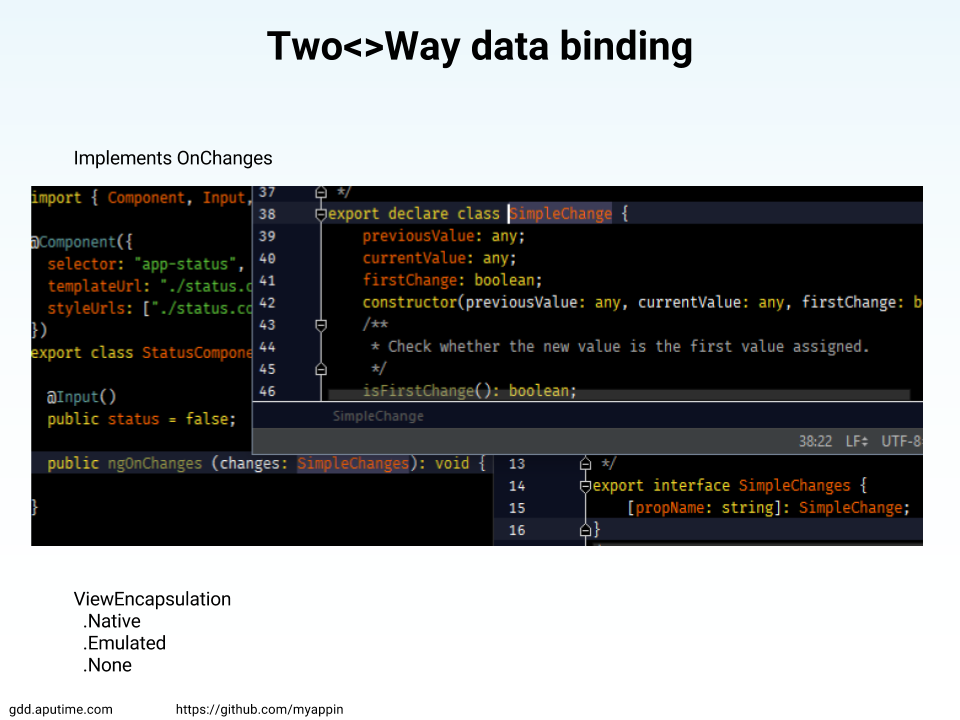 Two<>Way data binding
Implements OnChanges
import { Component, Input,
@Component({
selector: "app-status",
templateUrl: "./status.c
styleUrls: ["./status.co
})
export class StatusCompone
@Input()
public status = false;
public ngOnChanges (changes: SimpleChanges): void {
}
37 */
38 export declare class SimpleChange {
39 previousValue: any;
40 currentValue: any;
41 firstChange: boolean;
42 constructor(previousValue: any, currentValue: any, firstChange: b
43 /**
44 * Check whether the new value is the first value assigned.
45 */
46 isFirstChange(): boolean;
SimpleChange
38:22 LF UTF-8
13 */
14 export interface SimpleChanges {
15 [propName: string]: SimpleChange;
16 }
ViewEncapsulation
.Native
.Emulated
.None
gdd.aputime.com https://github.com/myappin